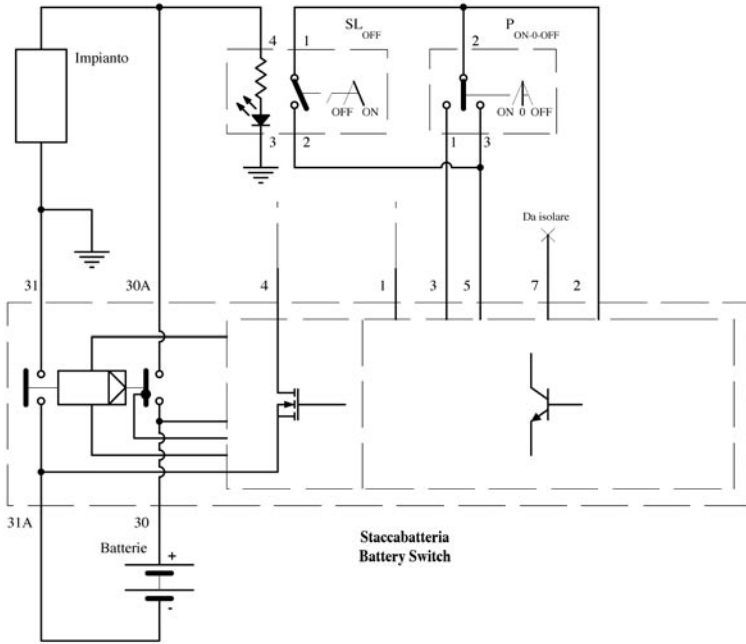 SL OFF
P ON-0-OFF
4
1
2
Impianto
OFF ON
ON 0 OFF
3
2
1
3
Da isolare
31
30A
4
1
3
5
7
2
31A
30
Staccabatteria
Battery Switch
Batterie
+
-